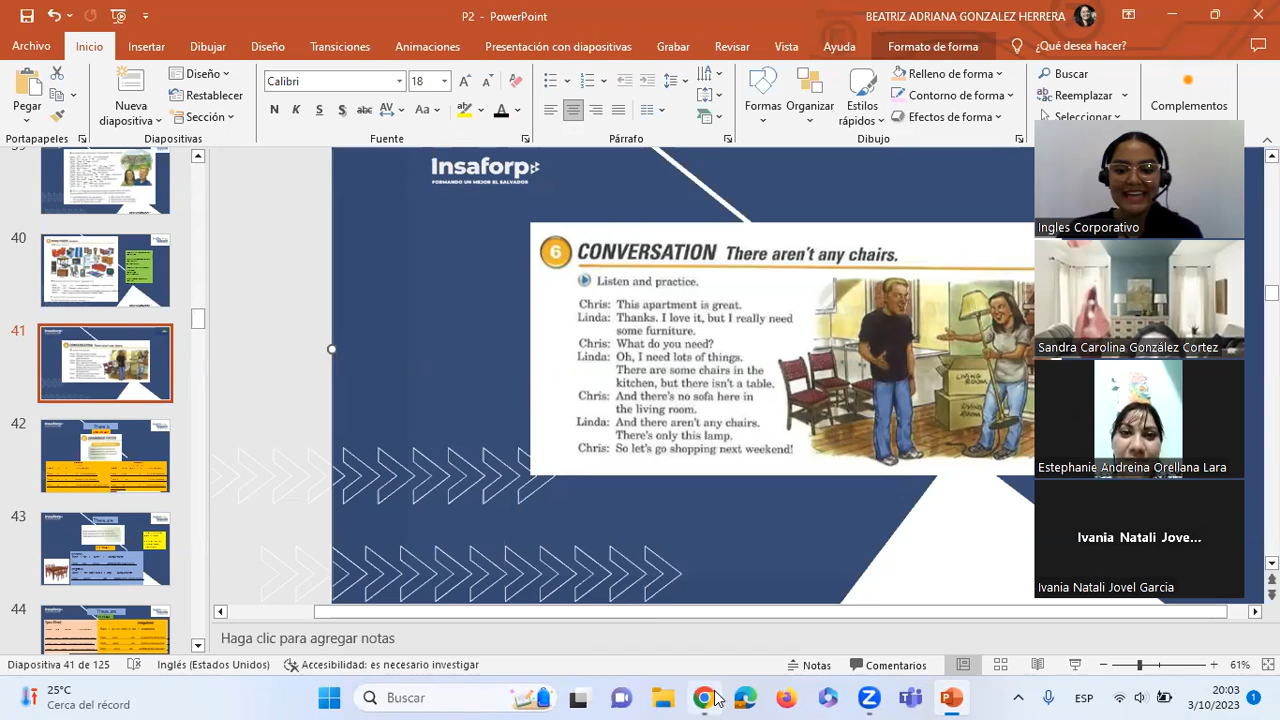 P2 - PowerPoint
BEATRIZ ADRIANA GONZALEZ HERRERA
Archivo
Inicio
Insertar
Dibujar
Diseño
Transiciones
Animaciones
Presentación con diapositivas
Grabar
Revisar
Vista
Ayuda
Formato de forma
¿Qué desea hacer?
Pegar
Nueva
diapositiva
Diseño
Restablecer
Sección
Calibri
18
N K S S abc AV Aa A
Formas
Organizar
Estilos
rápidos
Relleno de forma
Contorno de forma
Efectos de forma
Buscar
Reemplazar
Seleccionar
Complementos
Portapapeles
Diapositivas
Fuente
Párrafo
Dibujo
40
41
42
43
44
Insaforp
FORMANDO UN MEJOR EL SALVADOR
6 CONVERSATION There aren't any chairs.
Listen and practice.
Chris: This apartment is great.
Linda: Thanks. I love it, but I really need
some furniture.
Chris: What do you need?
Linda: Oh, I need lots of things.
There are some chairs in the
kitchen, but there isn't a table.
Chris: And there's no sofa here in
the living room.
Linda: And there aren't any chairs.
There's only this lamp.
Chris: So let's go shopping next weekend!
LIVING
ROOM
Ingles Corporativo
Sandra Carolina González Cortez
Estephanie Andreina Orell
Ivania Natali Jove...
Ivania Natali Jovel Garcia
Haga clic para agregar notas
Diapositiva 41 de 125
Inglés (Estados Unidos)
Accesibilidad: es necesario investigar
Notas
Comentarios
61%
25°C
Cerca del récord
Buscar
ESP
20:03
3/10/2023
1